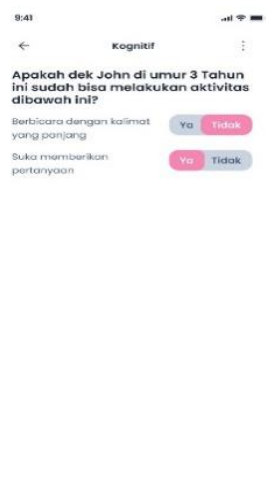 9:41
Kognitif
Apakah dek John di umur 3 Tahun
ini sudah bisa melakukan aktivitas
dibawah ini?
Berbicara dengan kalimat
yang panjang
Ya Tidak
Suka memberikan
pertanyaan
Ya Tidak